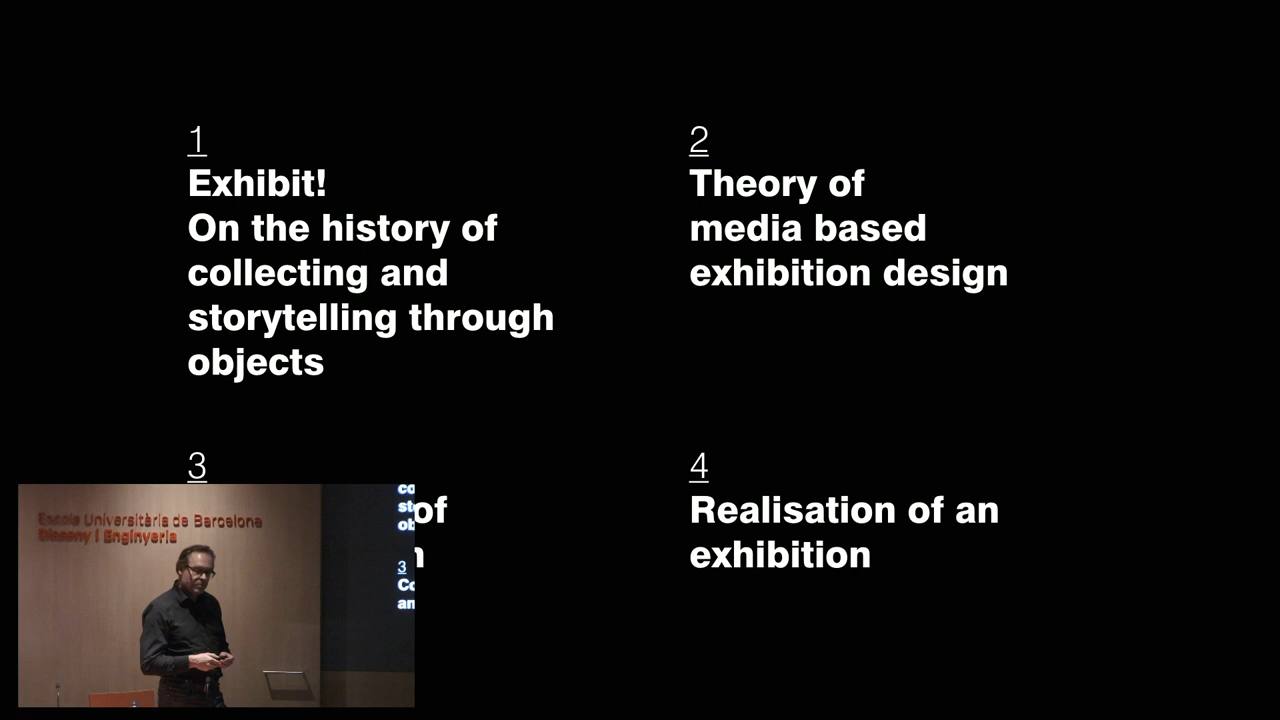 1
Exhibit!
On the history of
collecting and
storytelling through
objects
2
Theory of
media based
exhibition design
3
of
4
Realisation of an
exhibition
Escola Universitària de Barcelona
Disseny i Enginyeria
3